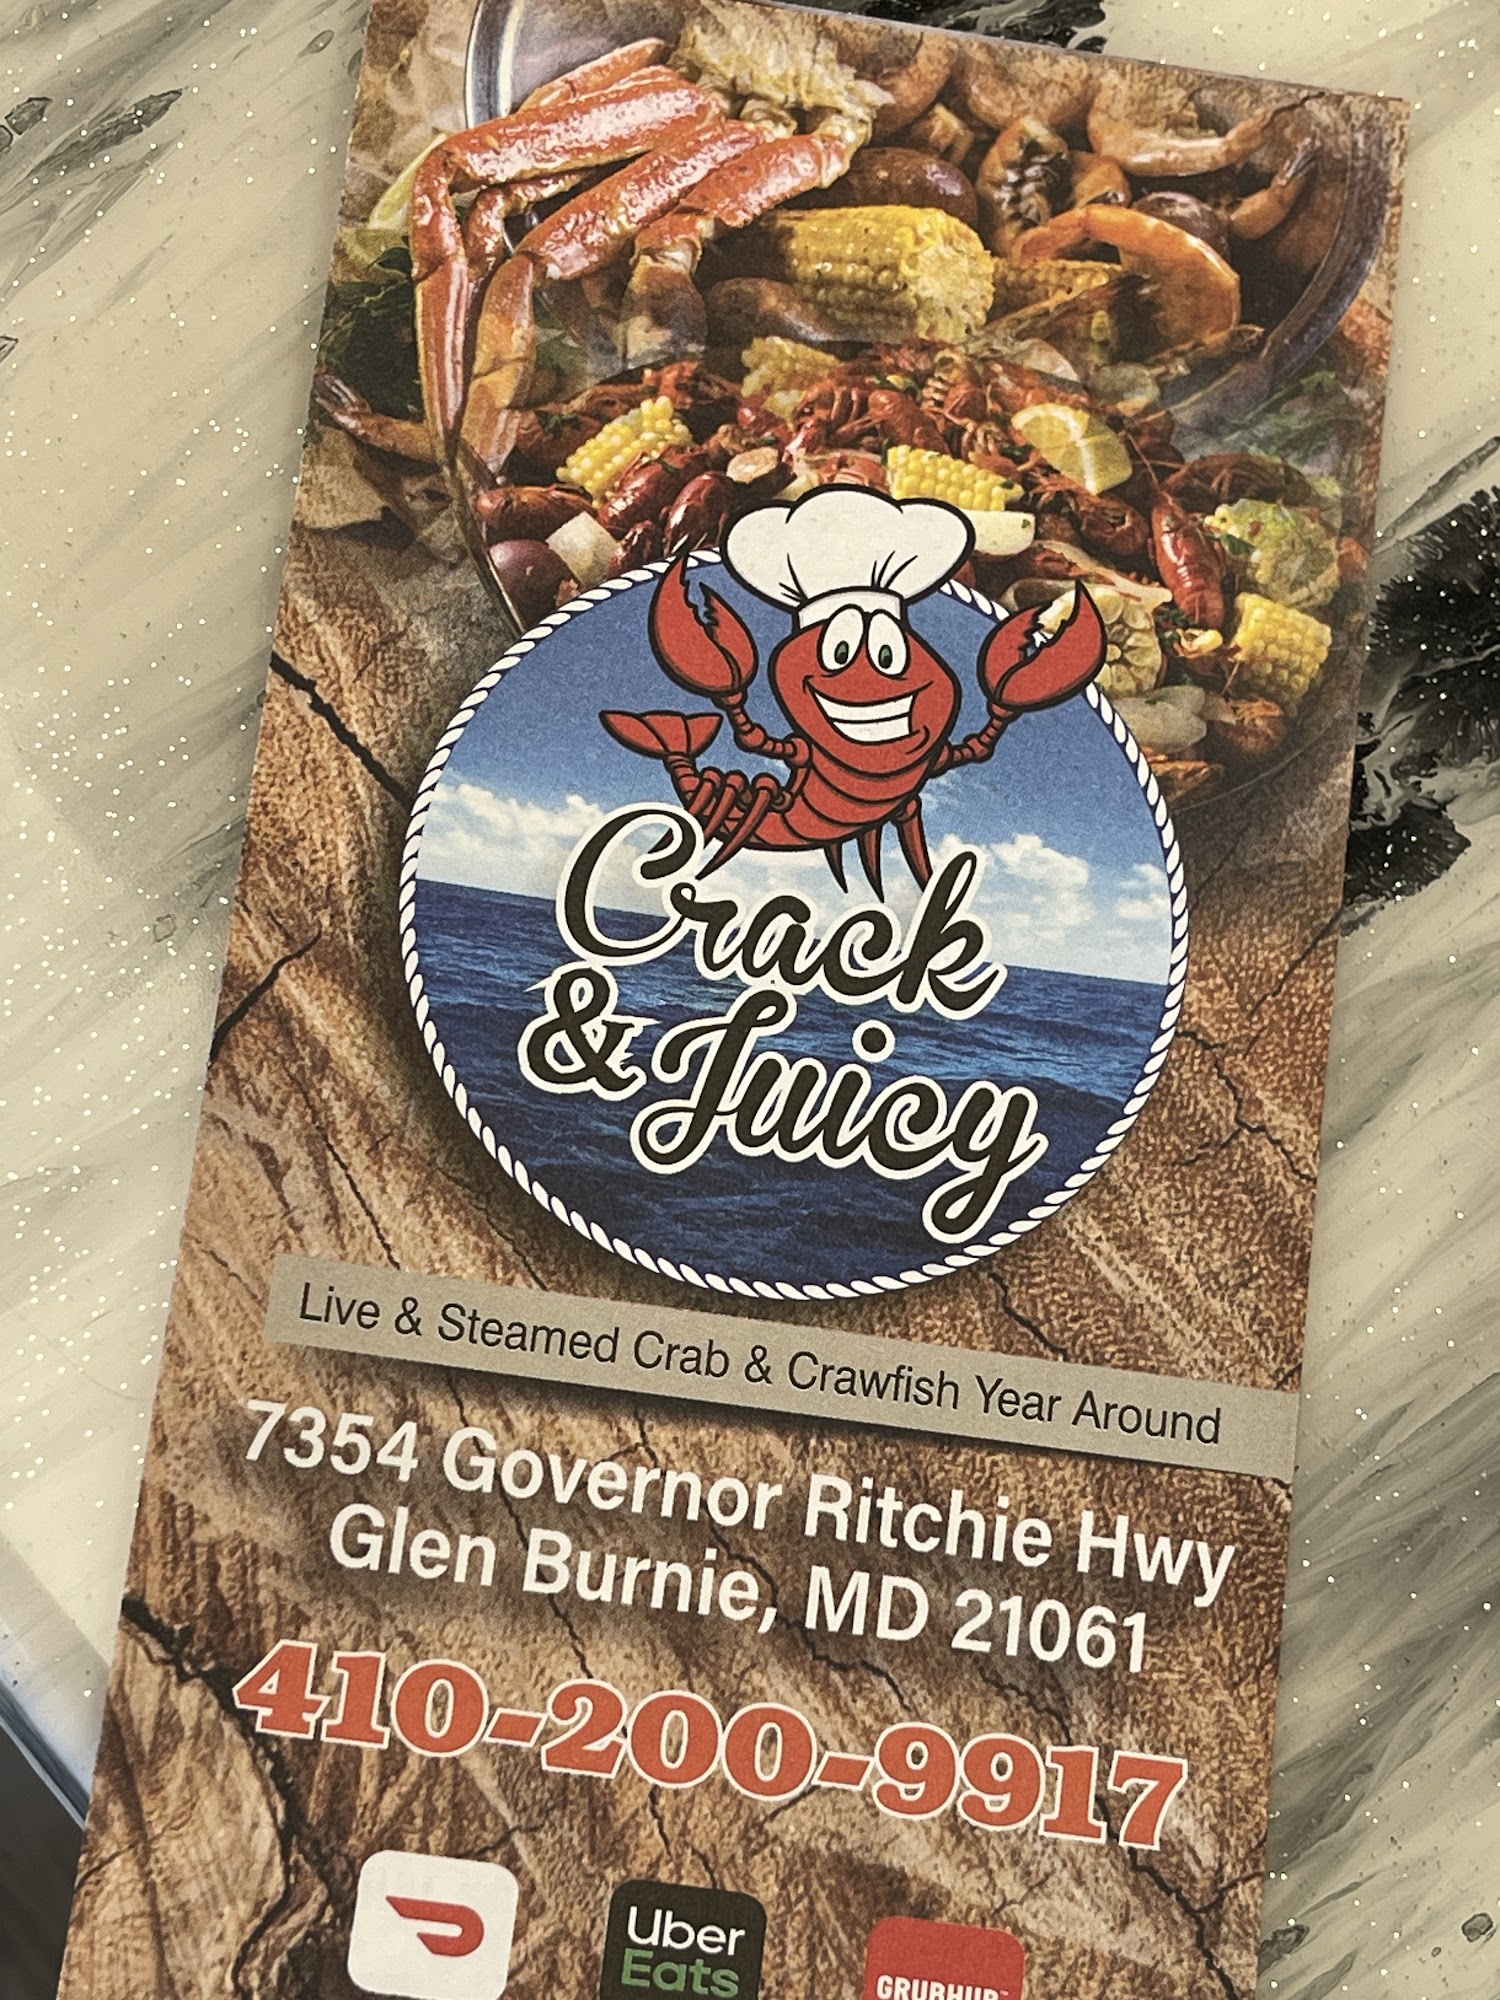 Crack
& Juicy
Live & Steamed Crab & Crawfish Year Around
7354 Governor Ritchie Hwy
Glen Burnie, MD 21061
410-200-9917
Uber
Eats
GRUBHUB™